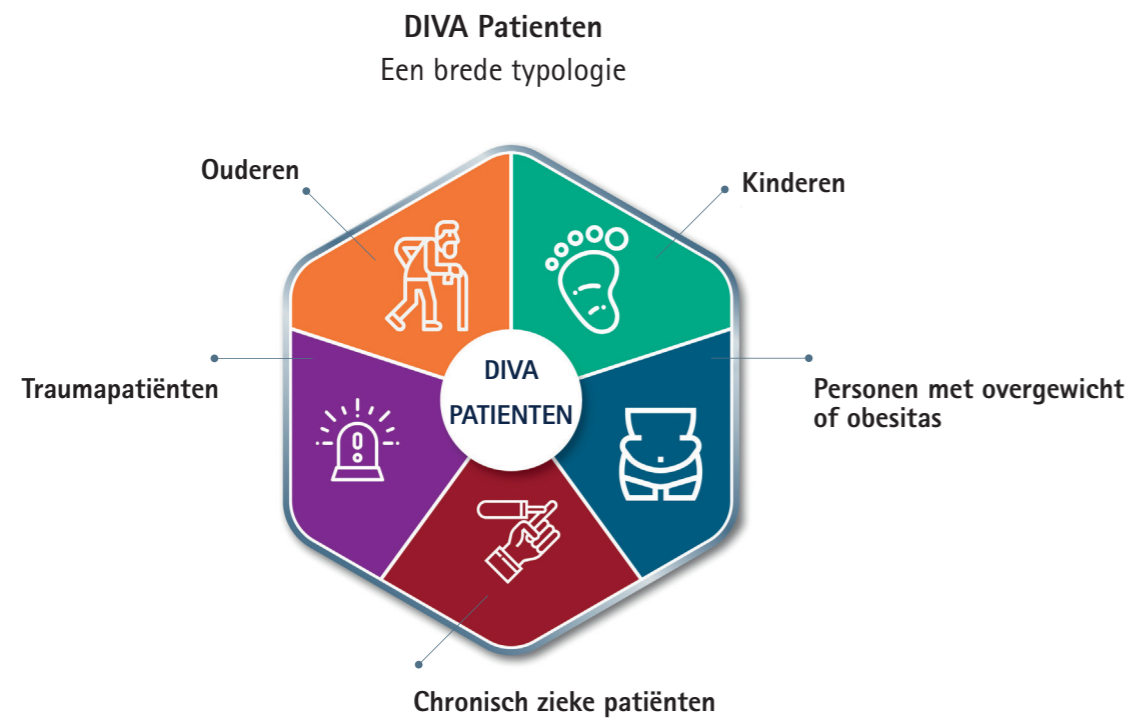 DIVA Patienten
Een brede typologie
Ouderen
Kinderen
DIVA
PATIENTEN
Traumapatiënten
Personen met overgewicht
of obesitas
Chronisch zieke patiënten